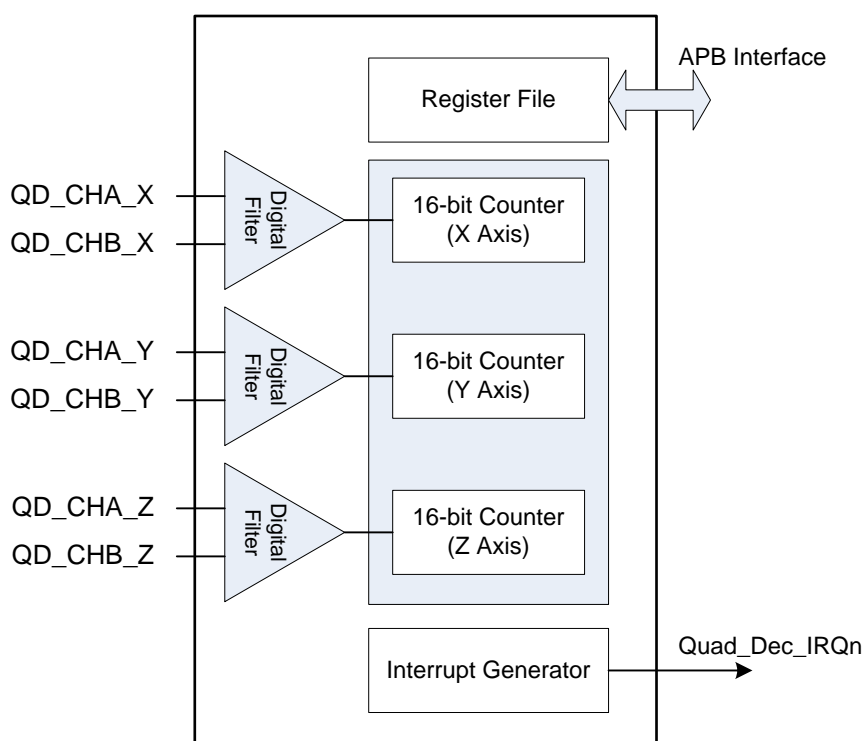 APB Interface
Register File
QD_CHA_X
QD_CHB_X
Digital
Filter
16-bit Counter
(X Axis)
QD_CHA_Y
QD_CHB_Y
Digital
Filter
16-bit Counter
(Y Axis)
QD_CHA_Z
QD_CHB_Z
Digital
Filter
16-bit Counter
(Z Axis)
Interrupt Generator
Quad_Dec_IRQn